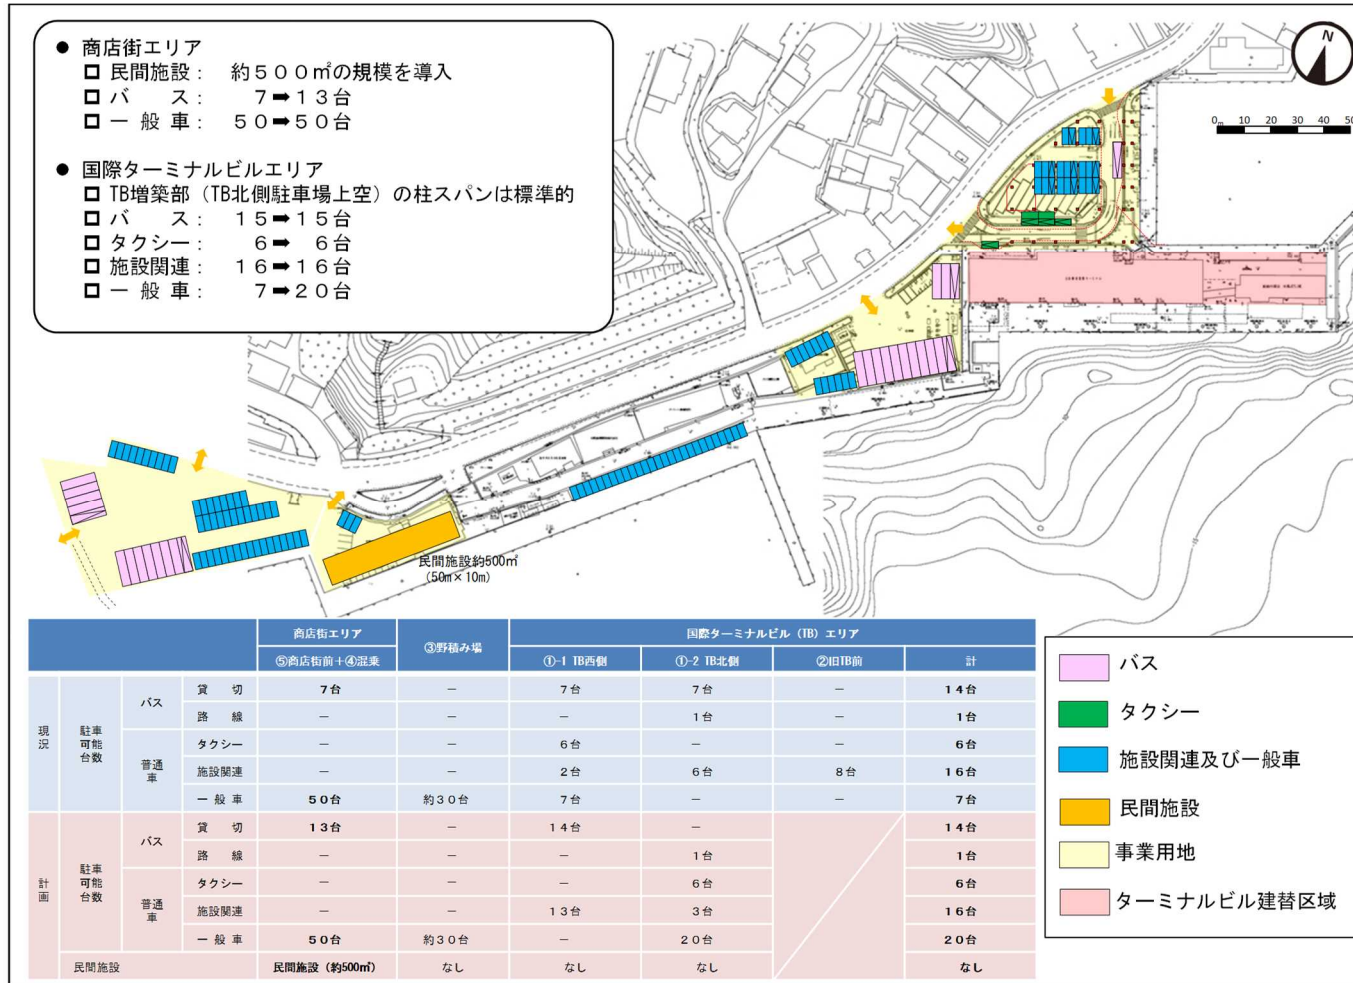 ● 商店街エリア
□ 民間施設： 約５００㎡の規模を導入
□ バ　ス： ７➡１３台
□ 一 般 車： ５０➡５０台
● 国際ターミナルビルエリア
□ TB増築部（TB北側駐車場上空）の柱スパンは標準的
□ バ　ス： １５➡１５台
□ タクシー： ６➡ ６台
□ 施設関連： １６➡１６台
□ 一 般 車： ７➡２０台
N
0m 10 20 30 40 50
民間施設約500㎡
（50m×10m）
商店街エリア ③野積み場 国際ターミナルビル（TB）エリア
⑤商店街前＋④混乗 ①-1 TB西側 ①-2 TB北側 ②旧TB前 計
現況 駐車可能台数 バス 貸 切 7台 － 7台 7台 － 14台
路 線 － － － 1台 － 1台
普通車 タクシー － － 6台 － － 6台
施設関連 － － 2台 6台 8台 16台
一 般 車 50台 約30台 7台 － － 7台
計画 駐車可能台数 バス 貸 切 13台 － 14台 － 14台
路 線 － － － 1台 1台
普通車 タクシー － － － 6台 6台
施設関連 － － 13台 3台 16台
一 般 車 50台 約30台 － 20台 20台
民間施設 民間施設（約500㎡） なし なし なし なし
バス
タクシー
施設関連及び一般車
民間施設
事業用地
ターミナルビル建替区域